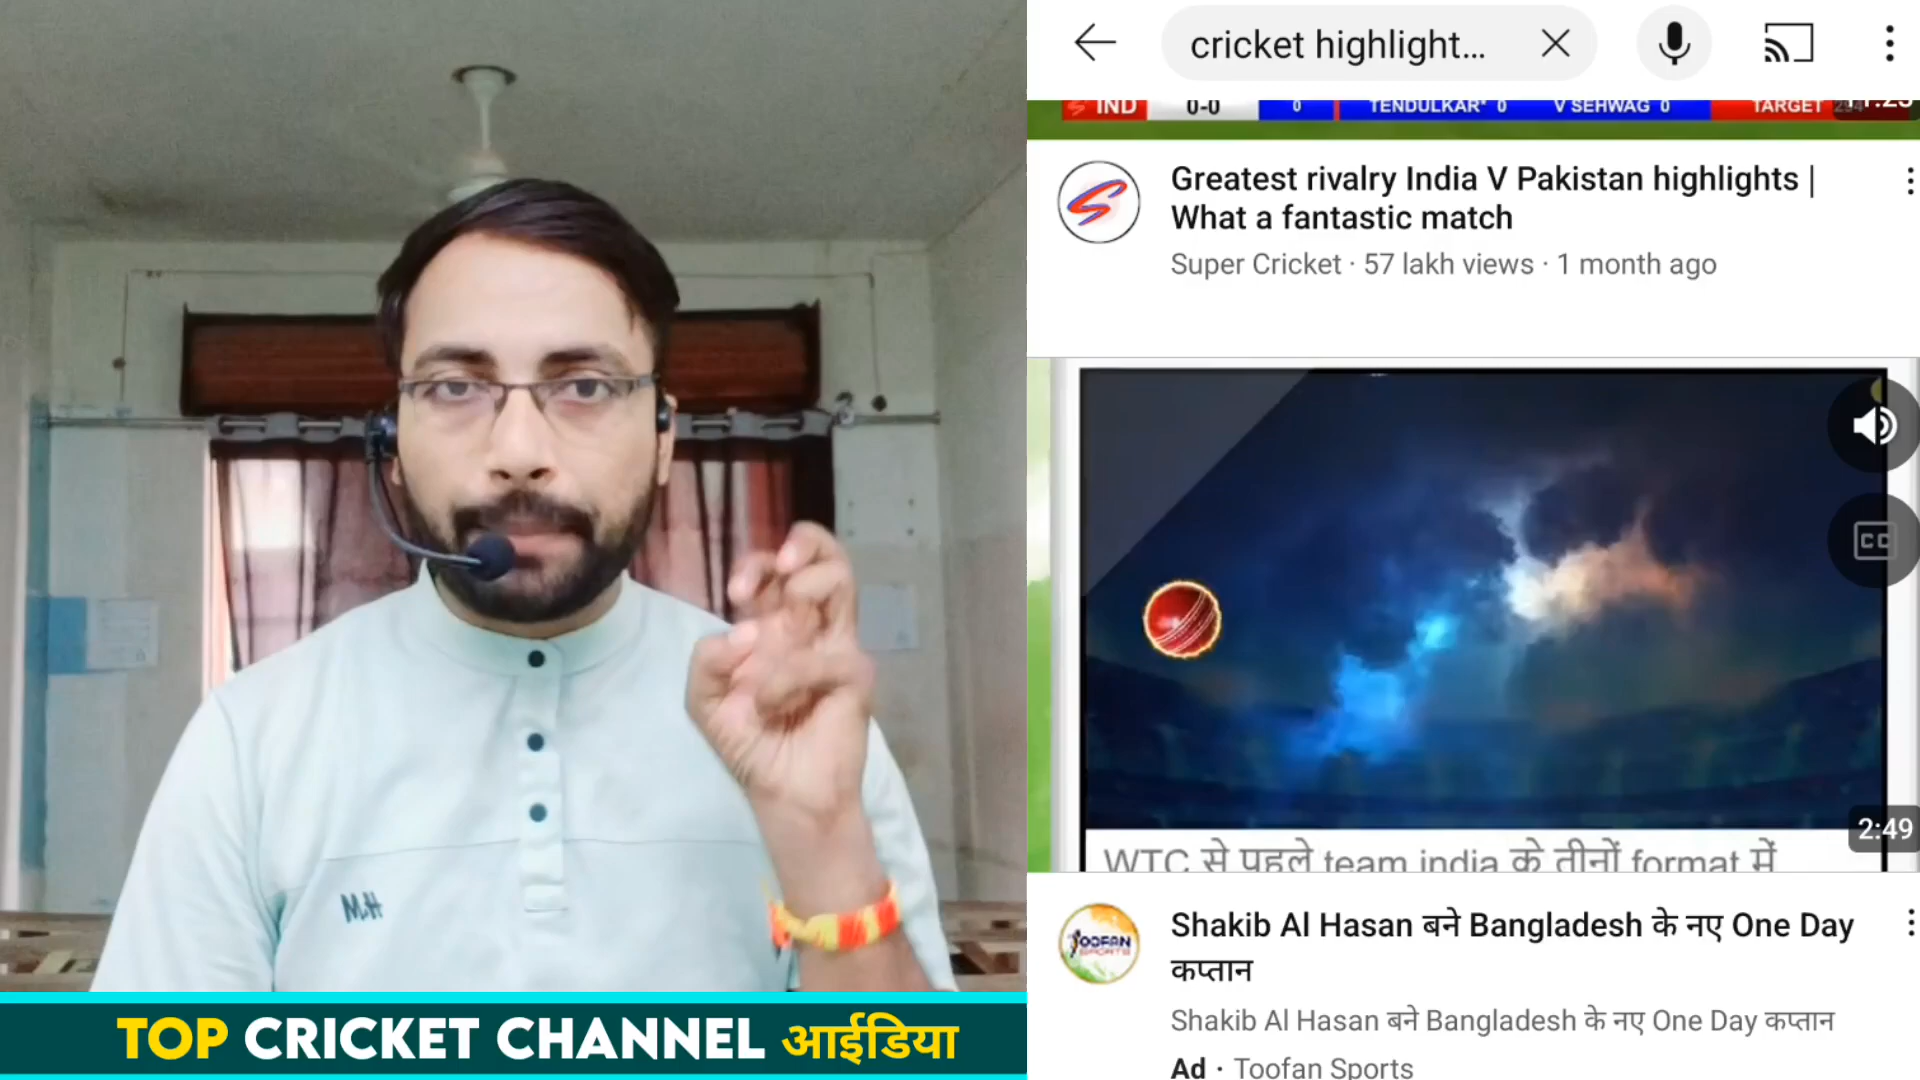 cricket highlight...
IND 0-0 0 TENDULKAR* 0 V SEHWAG 0 TARGET
Greatest rivalry India V Pakistan highlights |
What a fantastic match
Super Cricket · 57 lakh views · 1 month ago
CC
2:49
WTC से पहले team india के तीनों format में
TOOFAN
SPORTS
Shakib Al Hasan बने Bangladesh के नए One Day
कप्तान
Shakib Al Hasan बने Bangladesh के नए One Day कप्तान
Ad · Toofan Sports
M.H
TOP CRICKET CHANNEL आईडिया